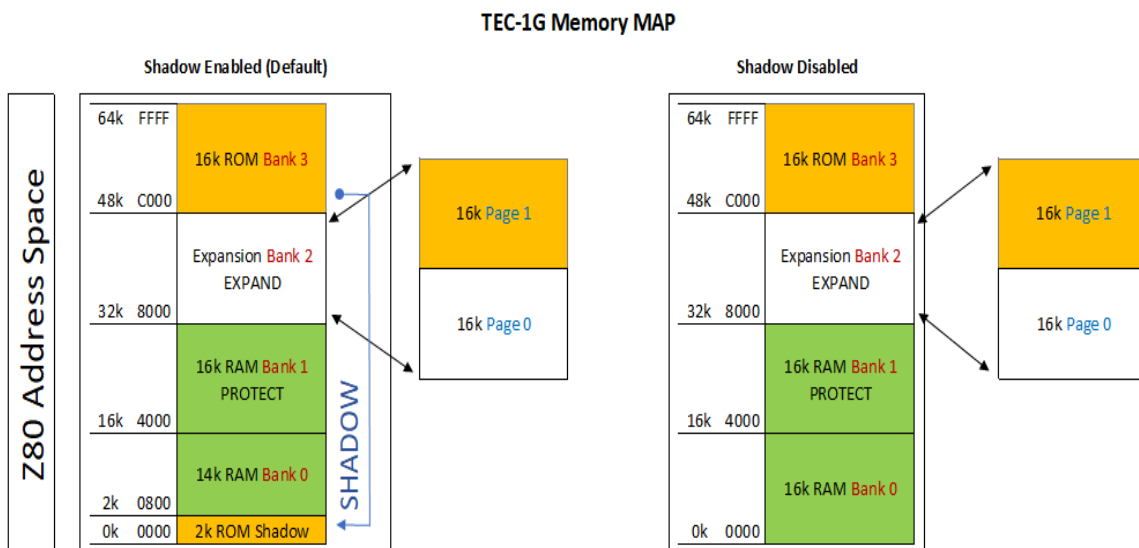 TEC-1G Memory MAP
Shadow Enabled (Default)
Z80 Address Space
64k FFFF
16k ROM Bank 3
48k C000
Expansion Bank 2
EXPAND
32k 8000
16k RAM Bank 1
PROTECT
16k 4000
14k RAM Bank 0
2k 0800
0k 0000
2k ROM Shadow
SHADOW
16k Page 1
16k Page 0
Shadow Disabled
64k FFFF
16k ROM Bank 3
48k C000
Expansion Bank 2
EXPAND
32k 8000
16k RAM Bank 1
PROTECT
16k 4000
16k RAM Bank 0
0k 0000
16k Page 1
16k Page 0